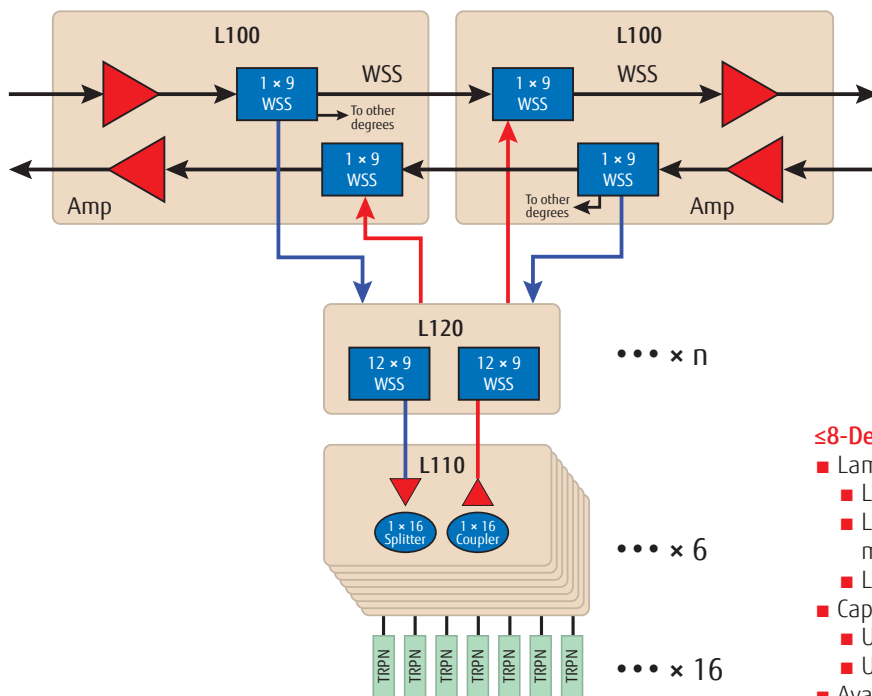 L100
L100
1 × 9
WSS
WSS
1 × 9
WSS
WSS
To other
degrees
1 × 9
WSS
1 × 9
WSS
Amp
To other
degrees
Amp
L120
12 × 9
WSS
12 × 9
WSS
••• × n
L110
1 × 16
Splitter
1 × 16
Coupler
••• × 6
TRPN
TRPN
TRPN
TRPN
TRPN
TRPN
TRPN
••• × 16
≤8-De
■ Lam
■ L
■ L
m
■ L
■ Cap
■ U
■ U
■ Ava